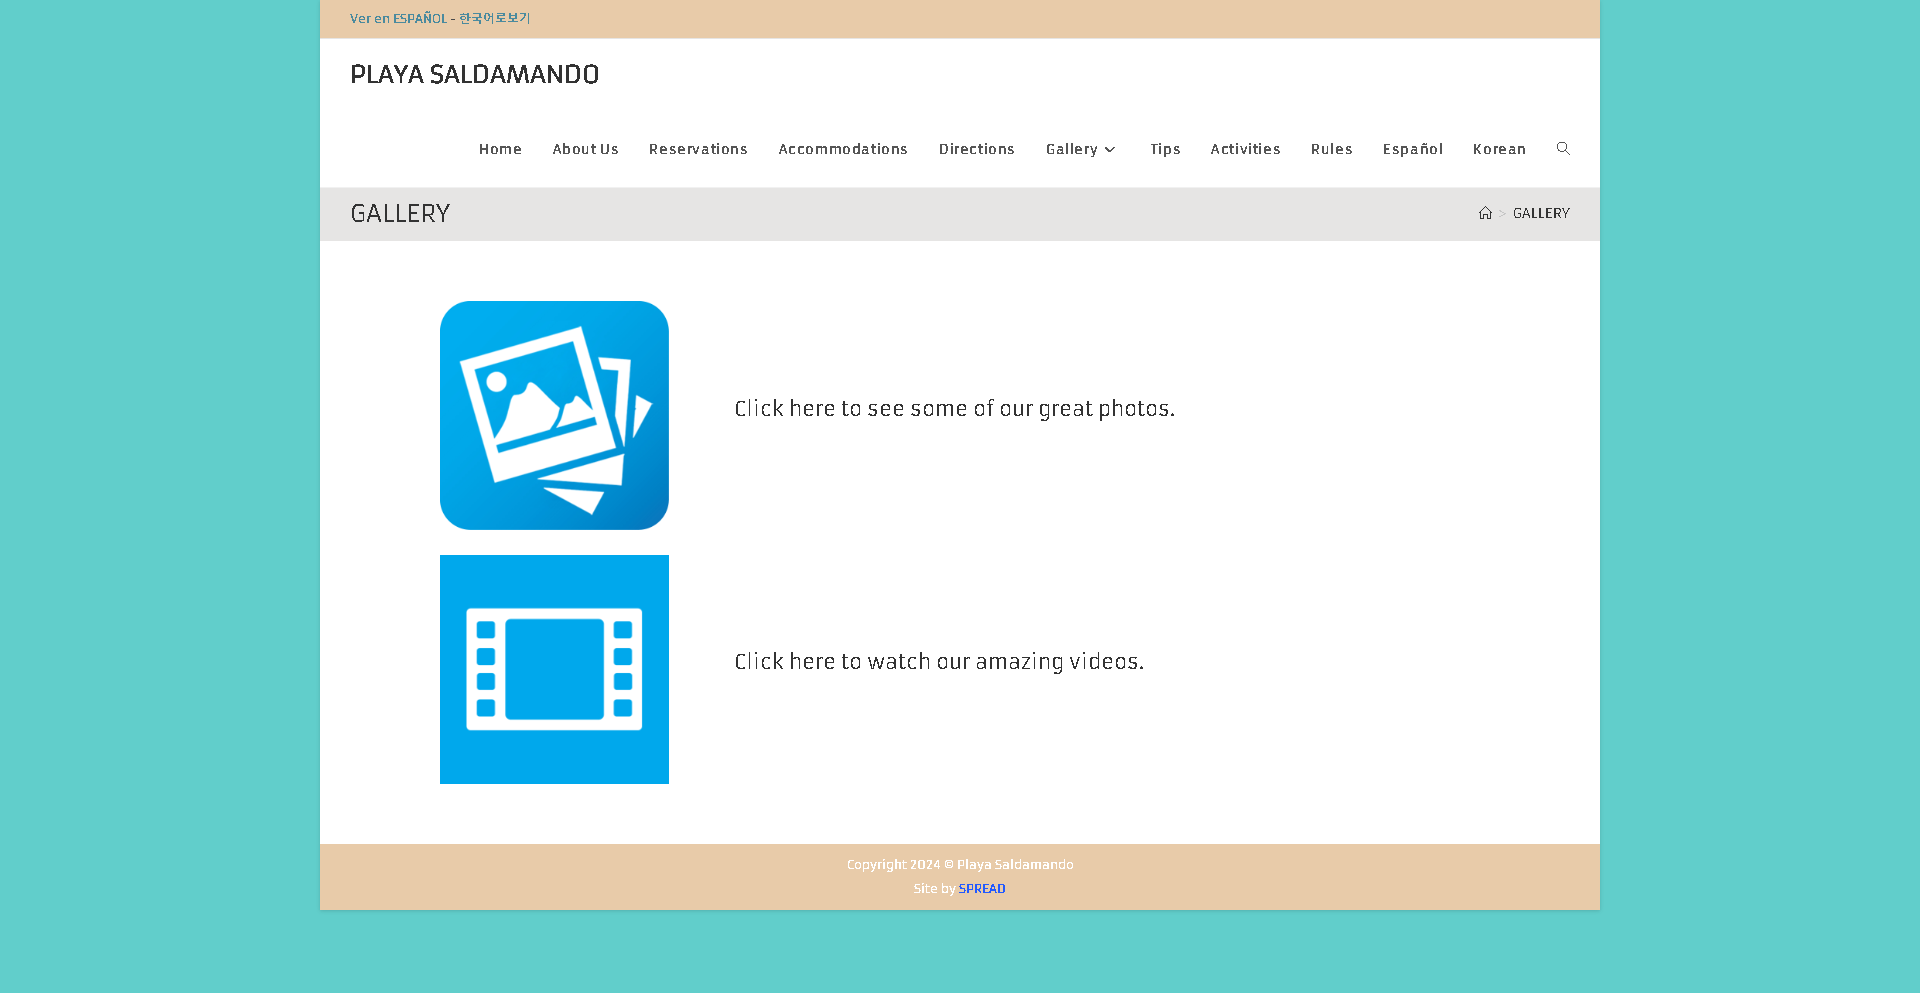 Ver en ESPAÑOL - 한국어로보기
PLAYA SALDAMANDO
Home About Us Reservations Accommodations Directions Gallery Tips Activities Rules Español Korean
GALLERY
> GALLERY
Click here to see some of our great photos.
Click here to watch our amazing videos.
Copyright 2024 © Playa Saldamando
Site by SPREAD